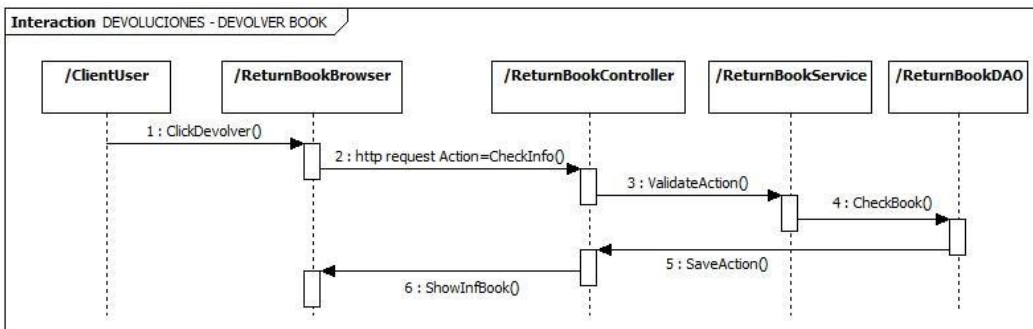 Interaction DEVOLUCIONES - DEVOLVER BOOK
/ClientUser
/ReturnBookBrowser
/ReturnBookController
/ReturnBookService
/ReturnBookDAO
1 : ClickDevolver()
2 : http request Action=CheckInfo()
3 : ValidateAction()
4 : CheckBook()
5 : SaveAction()
6 : ShowInfBook()